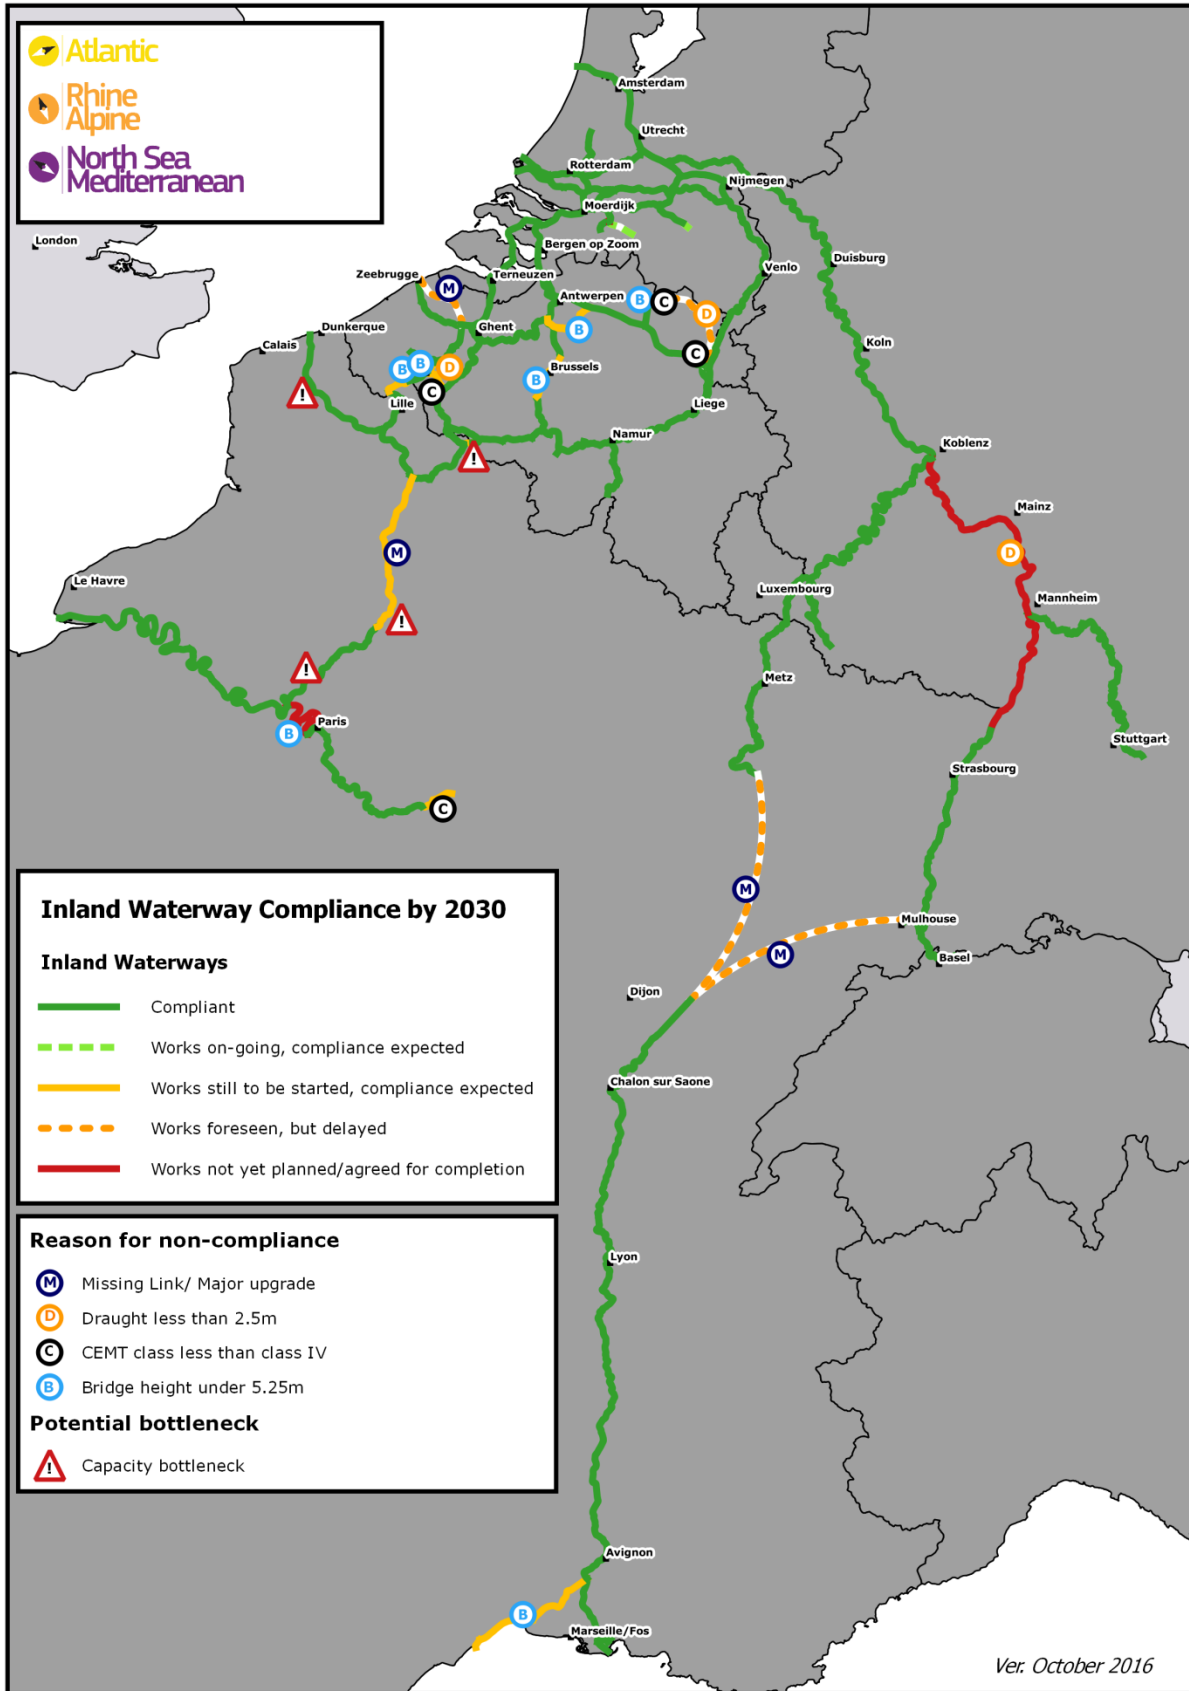 Atlantic
Rhine
Alpine
North Sea
Mediterranean
Amsterdam
Utrecht
Rotterdam
Nijmegen
Moerdijk
London
Bergen op Zoom
Duisburg
Venlo
Zeebrugge
Terneuzen
Antwerpen
M
B
C
D
Dunkerque
Ghent
B
Koln
Calais
C
B
B
D
Brussels
B
C
!
Lille
Liege
Namur
Koblenz
!
Mainz
M
D
Le Havre
Luxembourg
Mannheim
!
!
Metz
Paris
B
Stuttgart
Strasbourg
C
M
Mulhouse
M
Basel
Dijon
Chalon sur Saone
Lyon
Avignon
B
Marseille/Fos
Inland Waterway Compliance by 2030
Inland Waterways
Compliant
Works on-going, compliance expected
Works still to be started, compliance expected
Works foreseen, but delayed
Works not yet planned/agreed for completion
Reason for non-compliance
M Missing Link/ Major upgrade
D Draught less than 2.5m
C CEMT class less than class IV
B Bridge height under 5.25m
Potential bottleneck
! Capacity bottleneck
Ver. October 2016